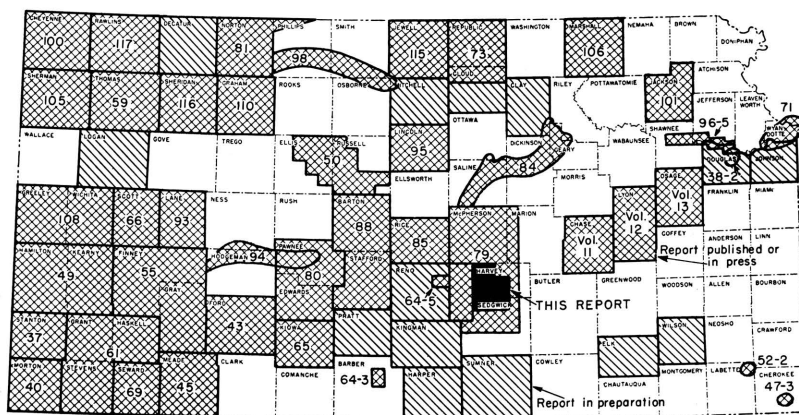 CHEYENNE RAWLINS DECATUR NORTON PHILLIPS SMITH JEWELL REPUBLIC WASHINGTON MARSHALL NEMAHA BROWN DONIPHAN
100 117 81 98 115 73 106
ATCHISON
SHERMAN THOMAS SHERIDAN GRAHAM ROOKS OSBORNE MITCHELL CLOUD CLAY RILEY POTTAWATOMIE JACKSON JEFFERSON LEAVENWORTH 71
105 59 116 110 101 96-5
WYANDOTTE
OTTAWA
WALLACE LOGAN GOVE TREGO ELLIS RUSSELL LINCOLN SALINE DICKINSON GEARY WABAUNSEE SHAWNEE DOUGLAS JOHNSON
50 95 84 38-2
ELLSWORTH MORRIS OSAGE FRANKLIN MIAMI
GREELEY WICHITA SCOTT LANE NESS RUSH BARTON RICE MCPHERSON MARION CHASE LYON COFFEY ANDERSON LINN
108 66 93 88 85 79 Vol. 11 Vol. 12 Vol. 13
HAMILTON KEARNY FINNEY HODGEMAN PAWNEE STAFFORD RENO HARVEY
49 55 94 80 64-5
Report published or
in press
BUTLER GREENWOOD WOODSON ALLEN BOURBON
GRAY FORD EDWARDS PRATT SEDGWICK
THIS REPORT
43
STANTON GRANT HASKELL KIOWA KINGMAN ELK WILSON NEOSHO CRAWFORD
37 61 65
MORTON STEVENS SEWARD MEADE CLARK COMANCHE BARBER HARPER SUMNER COWLEY CHAUTAUQUA MONTGOMERY LABETTE CHEROKEE
40 69 45 64-3 52-2
47-3
Report in preparation